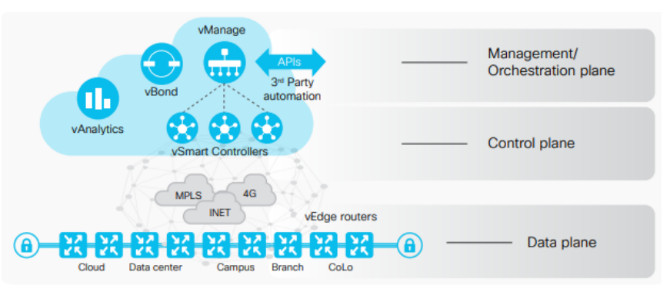 vManage
APIs
vBond
3rd Party
automation
vAnalytics
vSmart Controllers
Management/
Orchestration plane
Control plane
MPLS
4G
INET
vEdge routers
Data plane
Cloud
Data center
Campus
Branch
CoLo